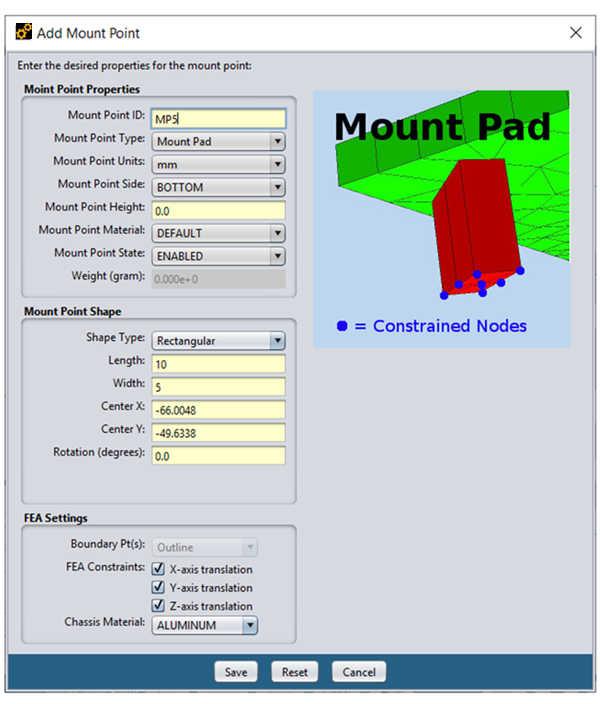 Add Mount Point
Enter the desired properties for the mount point:
Moint Point Properties
Mount Point ID: MP5
Mount Point Type: Mount Pad
Mount Point Units: mm
Mount Point Side: BOTTOM
Mount Point Height: 0.0
Mount Point Material: DEFAULT
Mount Point State: ENABLED
Weight (gram): 0.000e+0
Mount Point Shape
Shape Type: Rectangular
Length: 10
Width: 5
Center X: -66.0048
Center Y: -49.6338
Rotation (degrees): 0.0
FEA Settings
Boundary Pt(s): Outline
FEA Constraints: X-axis translation
Y-axis translation
Z-axis translation
Chassis Material: ALUMINUM
Mount Pad
= Constrained Nodes
Save Reset Cancel